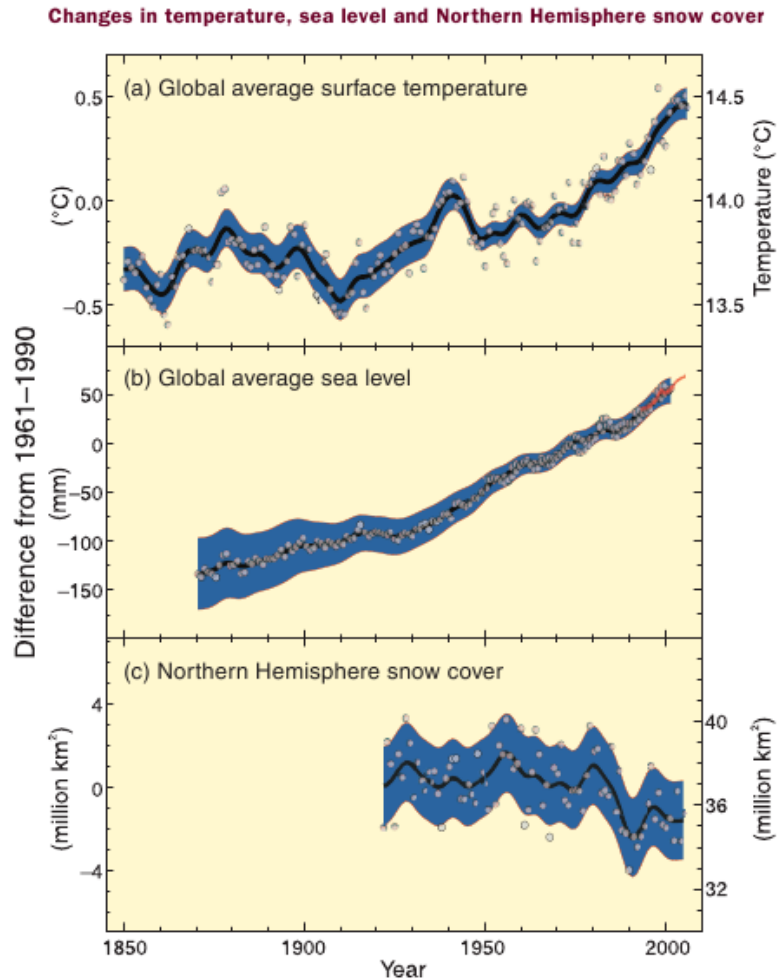 Changes in temperature, sea level and Northern Hemisphere snow cover
(a) Global average surface temperature
0.5
0.0
−0.5
(°C)
14.5
14.0
13.5
Temperature (°C)
Difference from 1961–1990
(b) Global average sea level
50
0
−50
−100
−150
(mm)
(c) Northern Hemisphere snow cover
4
0
−4
(million km²)
40
36
32
(million km²)
1850 1900 1950 2000
Year